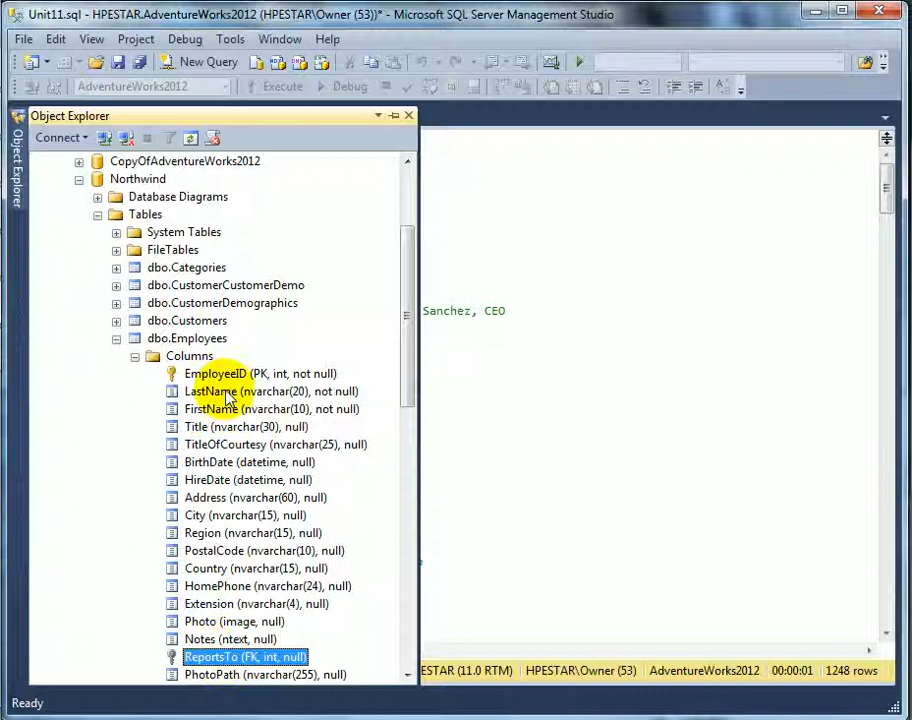 Unit11.sql - HPESTAR.AdventureWorks2012 (HPESTAR\Owner (53))* - Microsoft SQL Server Management Studio
File Edit View Project Debug Tools Window Help
New Query
AdventureWorks2012 Execute Debug
Object Explorer
Connect
Object Explorer
CopyOfAdventureWorks2012
Northwind
Database Diagrams
Tables
System Tables
FileTables
dbo.Categories
dbo.CustomerCustomerDemo
dbo.CustomerDemographics
Sanchez, CEO
dbo.Customers
dbo.Employees
Columns
EmployeeID (PK, int, not null)
LastName (nvarchar(20), not null)
FirstName (nvarchar(10), not null)
Title (nvarchar(30), null)
TitleOfCourtesy (nvarchar(25), null)
BirthDate (datetime, null)
HireDate (datetime, null)
Address (nvarchar(60), null)
City (nvarchar(15), null)
Region (nvarchar(15), null)
PostalCode (nvarchar(10), null)
Country (nvarchar(15), null)
HomePhone (nvarchar(24), null)
Extension (nvarchar(4), null)
Photo (image, null)
Notes (ntext, null)
ReportsTo (FK, int, null)
PhotoPath (nvarchar(255), null)
ESTAR (11.0 RTM) HPESTAR\Owner (53) AdventureWorks2012 00:00:01 1248 rows
Ready